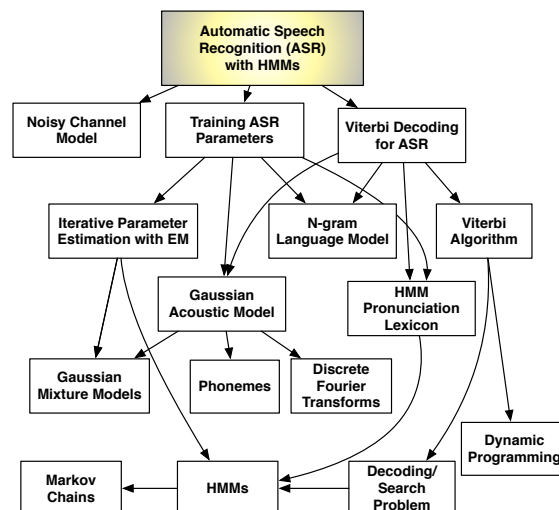 Automatic Speech
Recognition (ASR)
with HMMs
Noisy Channel
Model
Training ASR
Parameters
Viterbi Decoding
for ASR
Iterative Parameter
Estimation with EM
N-gram
Language Model
Viterbi
Algorithm
Gaussian
Acoustic Model
HMM
Pronunciation
Lexicon
Gaussian
Mixture Models
Phonemes
Discrete
Fourier
Transforms
Dynamic
Programming
Markov
Chains
HMMs
Decoding/
Search
Problem